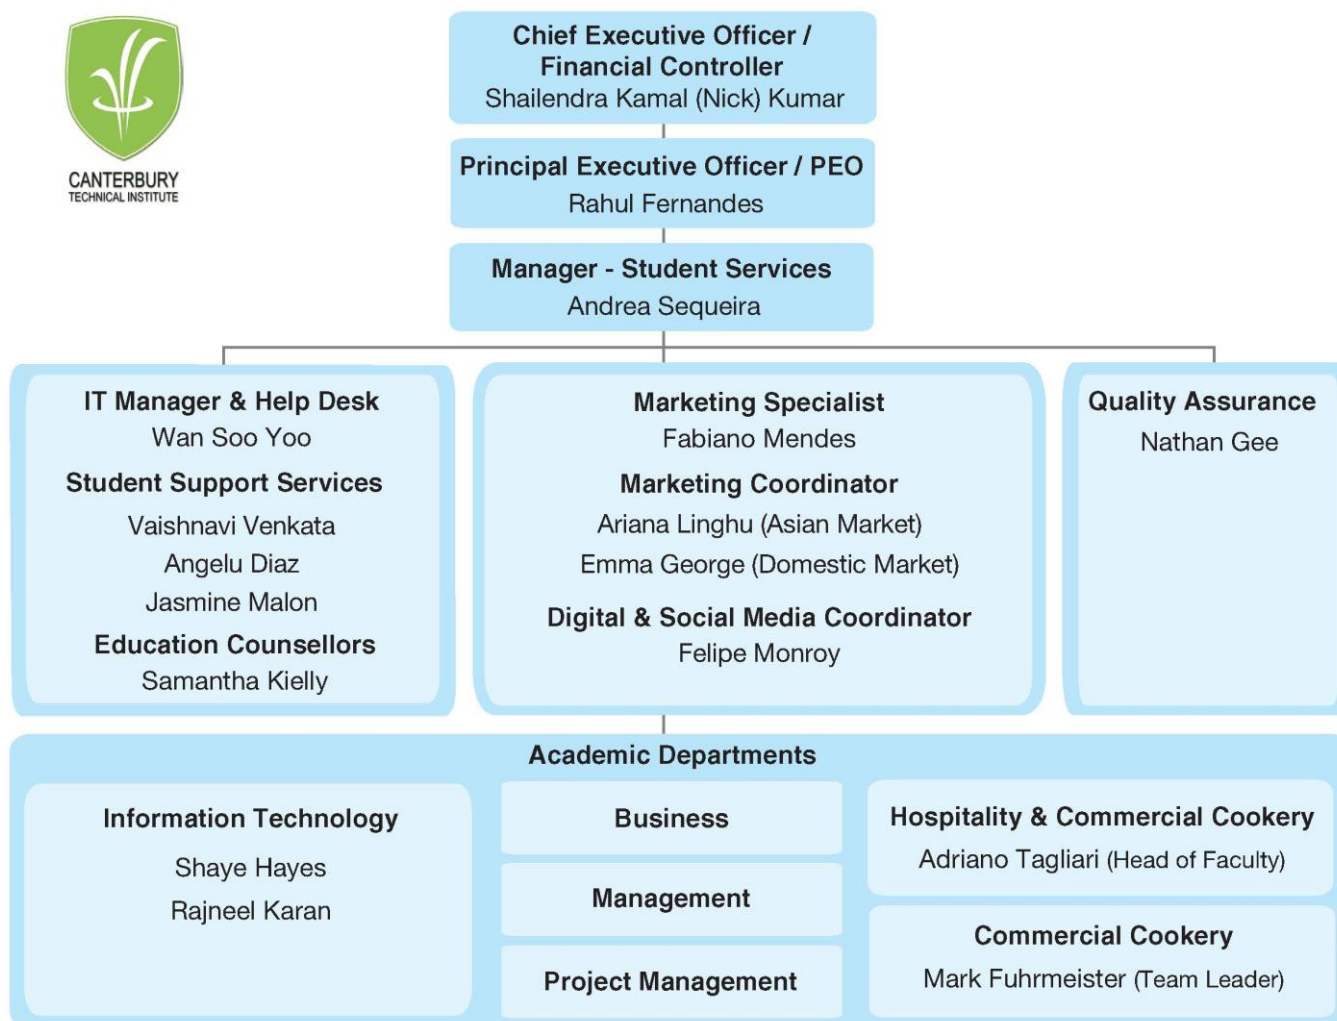 CANTERBURY
TECHNICAL INSTITUTE
Chief Executive Officer /
Financial Controller
Shailendra Kamal (Nick) Kumar
Principal Executive Officer / PEO
Rahul Fernandes
Manager - Student Services
Andrea Sequeira
IT Manager & Help Desk
Wan Soo Yoo
Student Support Services
Vaishnavi Venkata
Angelu Diaz
Jasmine Malon
Education Counsellors
Samantha Kielly
Marketing Specialist
Fabiano Mendes
Marketing Coordinator
Ariana Linghu (Asian Market)
Emma George (Domestic Market)
Digital & Social Media Coordinator
Felipe Monroy
Quality Assurance
Nathan Gee
Academic Departments
Information Technology
Shaye Hayes
Rajneel Karan
Business
Management
Project Management
Hospitality & Commercial Cookery
Adriano Tagliari (Head of Faculty)
Commercial Cookery
Mark Fuhrmeister (Team Leader)